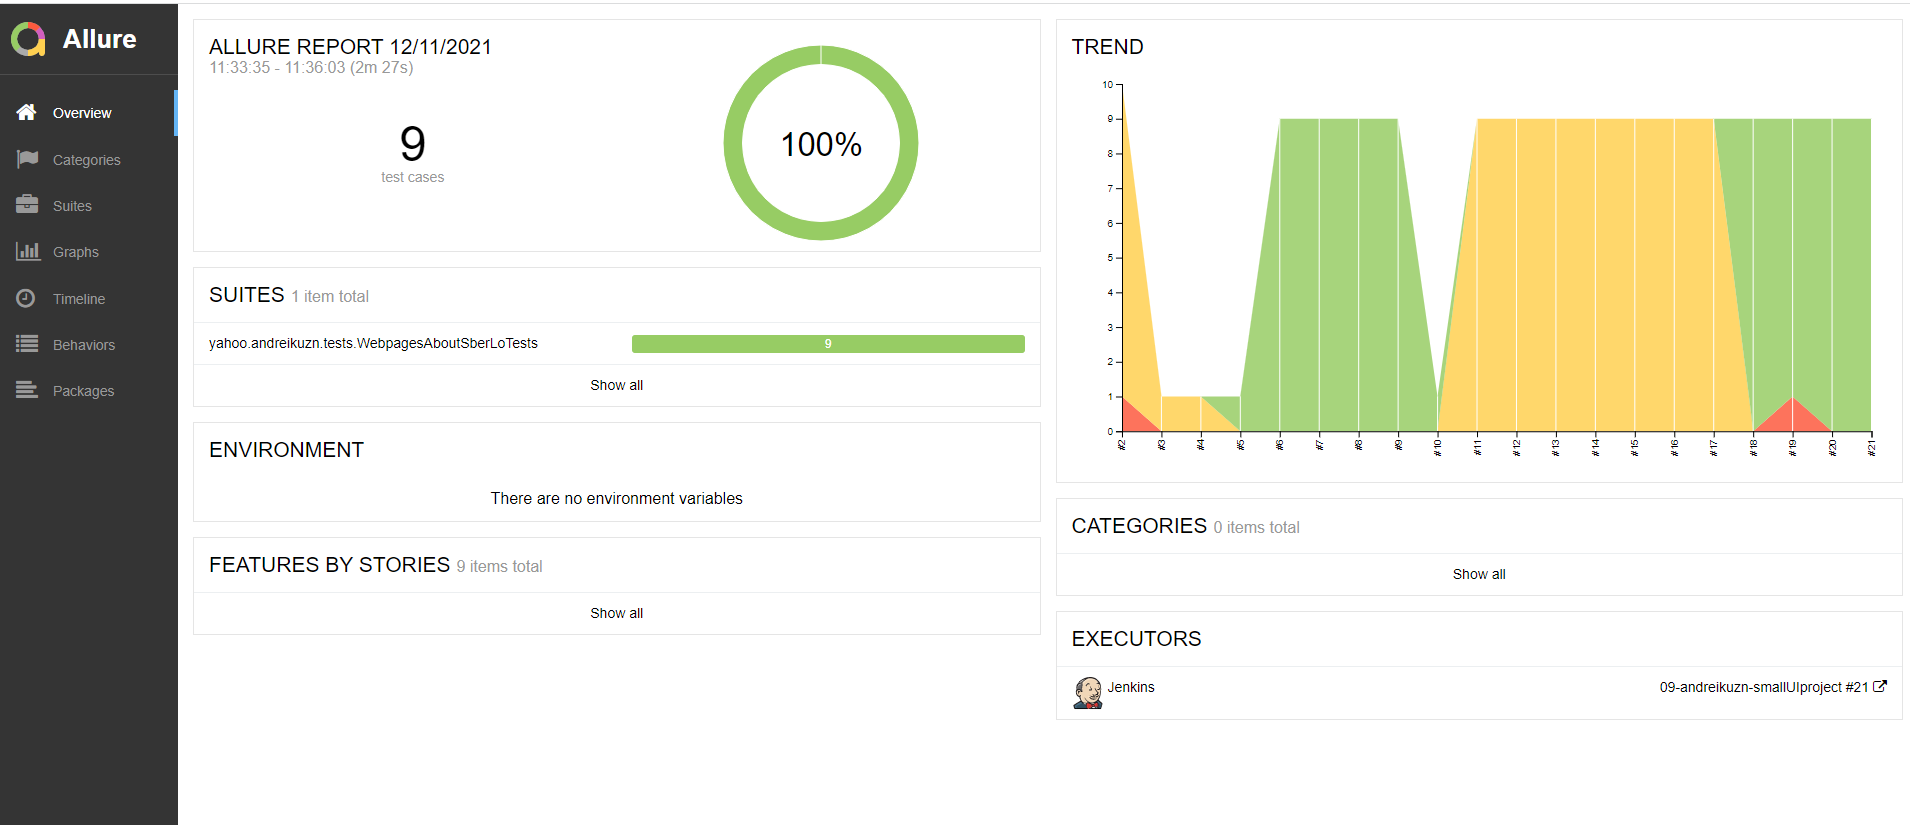 Allure
Overview
Categories
Suites
Graphs
Timeline
Behaviors
Packages
ALLURE REPORT 12/11/2021
11:33:35 - 11:36:03 (2m 27s)
9
test cases
100%
SUITES 1 item total
yahoo.andreikuzn.tests.WebpagesAboutSberLoTests 9
Show all
ENVIRONMENT
There are no environment variables
FEATURES BY STORIES 9 items total
Show all
TREND
10
9
8
7
6
5
4
3
2
1
0
#2 #3 #4 #5 #6 #7 #8 #9 #10 #11 #12 #13 #14 #15 #16 #17 #18 #19 #20 #21
CATEGORIES 0 items total
Show all
EXECUTORS
Jenkins 09-andreikuzn-smallUIproject #21